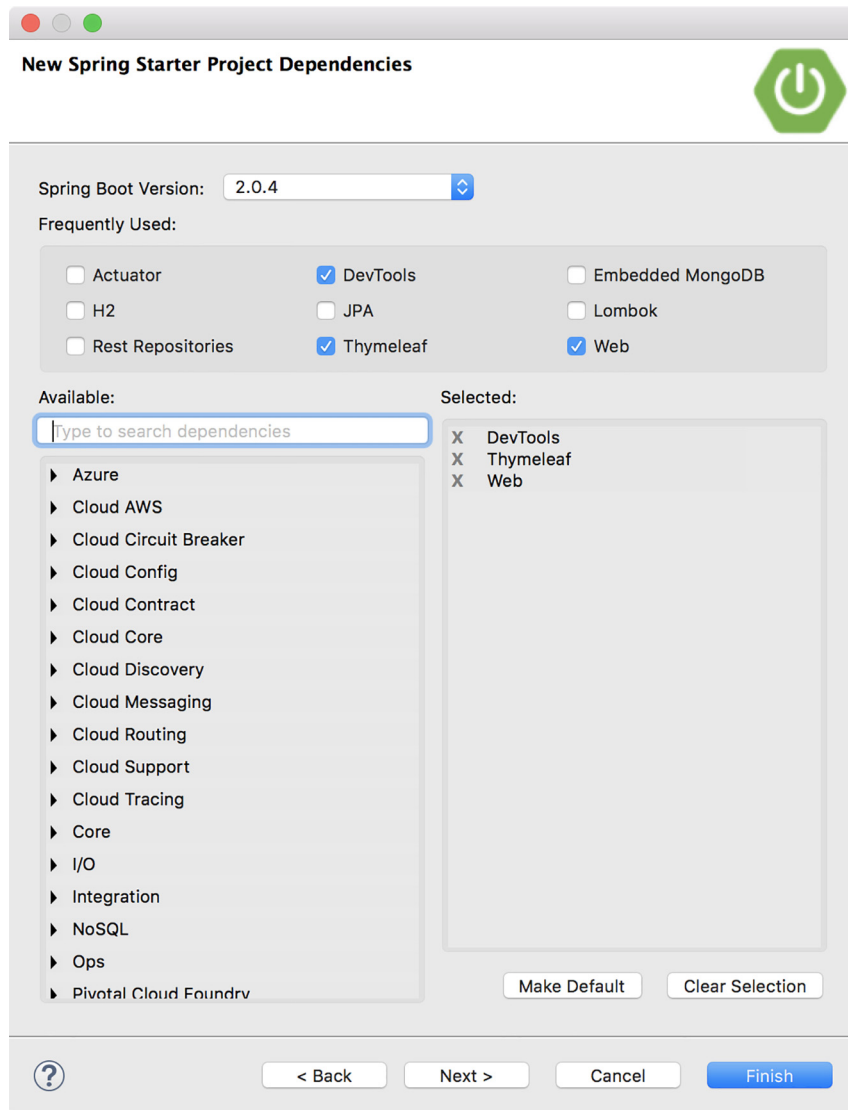 New Spring Starter Project Dependencies
Spring Boot Version: 2.0.4
Frequently Used:
Actuator DevTools Embedded MongoDB
H2 JPA Lombok
Rest Repositories Thymeleaf Web
Available: Selected:
Type to search dependencies
X DevTools
X Thymeleaf
X Web
Azure
Cloud AWS
Cloud Circuit Breaker
Cloud Config
Cloud Contract
Cloud Core
Cloud Discovery
Cloud Messaging
Cloud Routing
Cloud Support
Cloud Tracing
Core
I/O
Integration
NoSQL
Ops
Pivotal Cloud Foundry
Make Default Clear Selection
? < Back Next > Cancel Finish